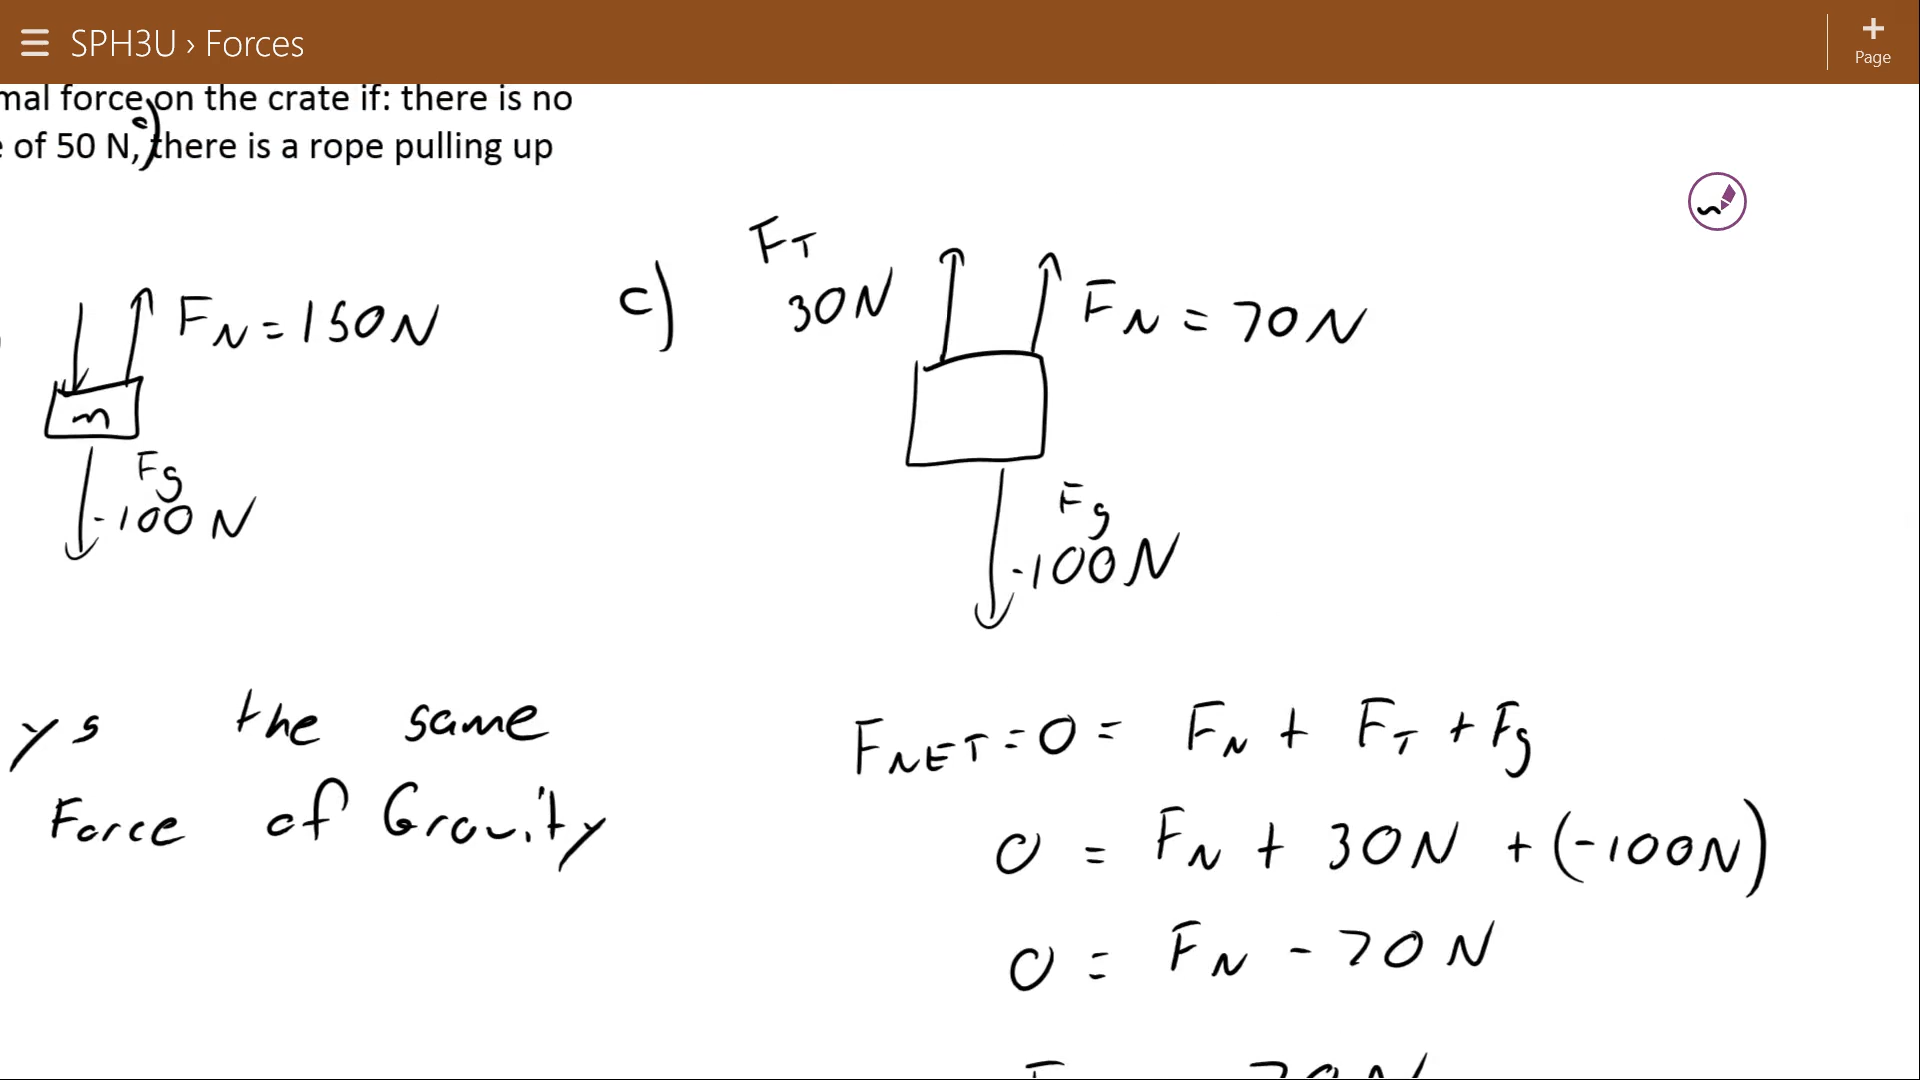 SPH3U › Forces
Page
mal force on the crate if: there is no
c)
of 50 N, there is a rope pulling up
FN = 150N
m
Fg
-100 N
c)
FT
30N
FN = 70N
Fg
-100N
ys the same
Force of Gravity
FNET = 0 = FN + FT + Fg
0 = FN + 30N + (-100N)
0 = FN - 70N